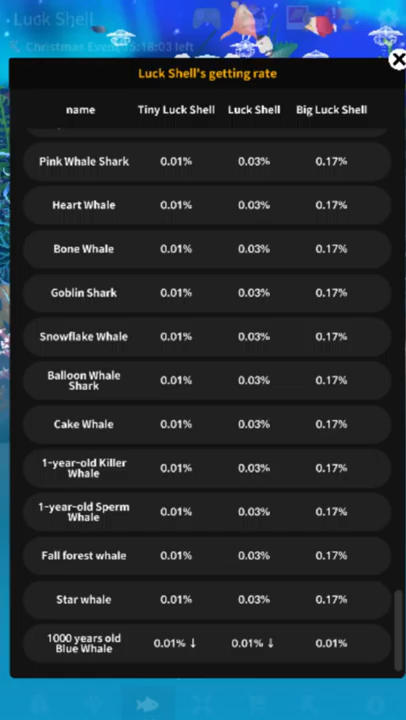 Luck Shell
Christmas Event
:18:03 left
Luck Shell's getting rate
name Tiny Luck Shell Luck Shell Big Luck Shell
Pink Whale Shark 0.01% 0.03% 0.17%
Heart Whale 0.01% 0.03% 0.17%
Bone Whale 0.01% 0.03% 0.17%
Goblin Shark 0.01% 0.03% 0.17%
Snowflake Whale 0.01% 0.03% 0.17%
Balloon Whale
Shark 0.01% 0.03% 0.17%
Cake Whale 0.01% 0.03% 0.17%
1-year-old Killer
Whale 0.01% 0.03% 0.17%
1-year-old Sperm
Whale 0.01% 0.03% 0.17%
Fall forest whale 0.01% 0.03% 0.17%
Star whale 0.01% 0.03% 0.17%
1000 years old
Blue Whale 0.01% ↓ 0.01% ↓ 0.01%